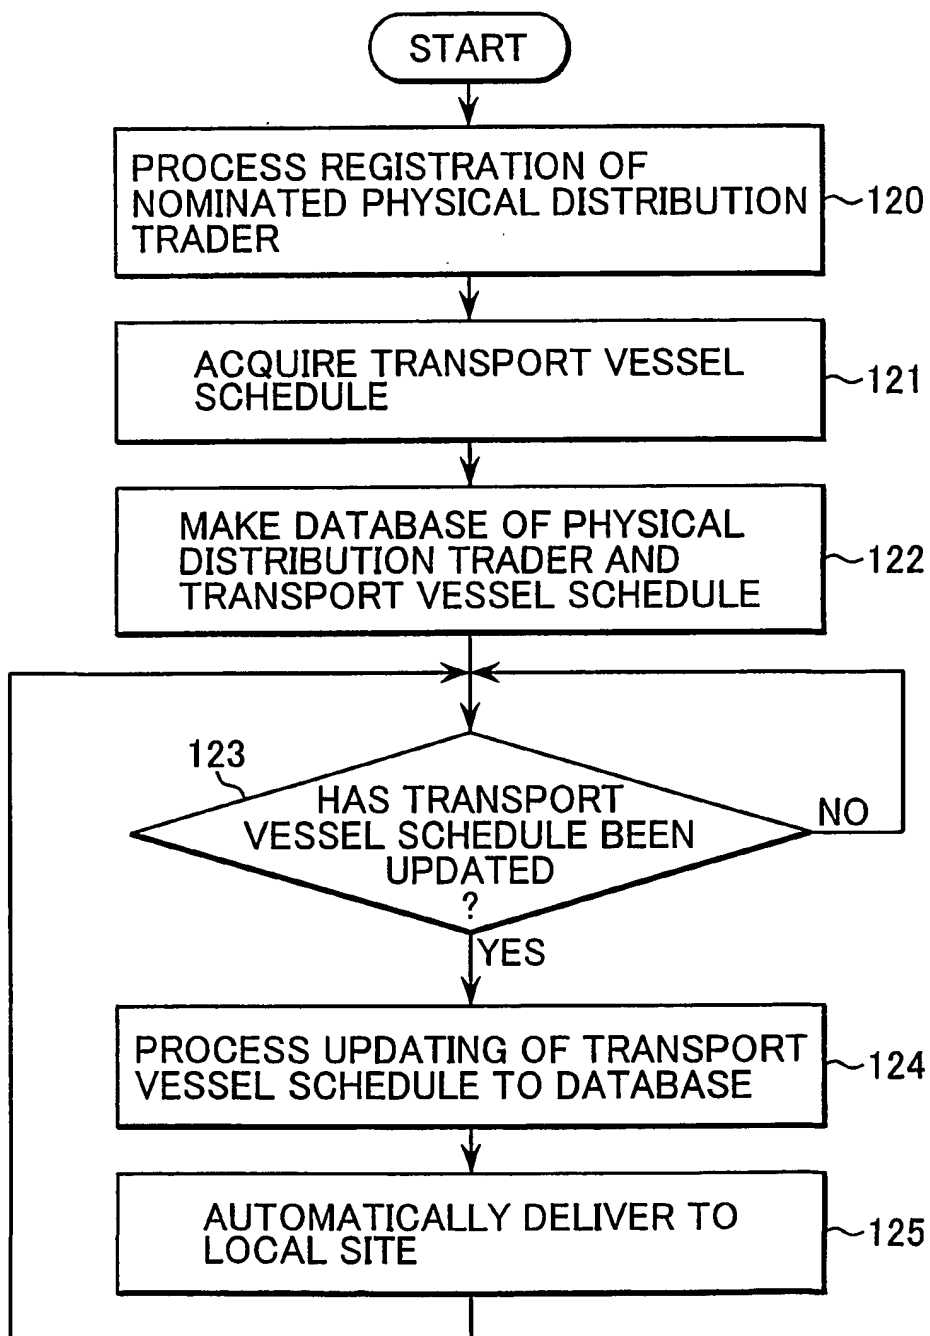 START
PROCESS REGISTRATION OF
NOMINATED PHYSICAL DISTRIBUTION
TRADER
120
ACQUIRE TRANSPORT VESSEL
SCHEDULE
121
MAKE DATABASE OF PHYSICAL
DISTRIBUTION TRADER AND
TRANSPORT VESSEL SCHEDULE
122
123
HAS TRANSPORT
VESSEL SCHEDULE BEEN
UPDATED
?
NO
YES
PROCESS UPDATING OF TRANSPORT
VESSEL SCHEDULE TO DATABASE
124
AUTOMATICALLY DELIVER TO
LOCAL SITE
125